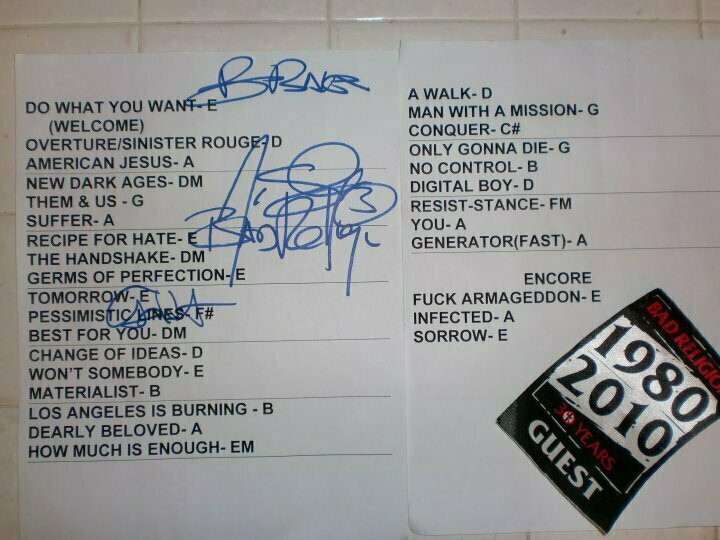 DO WHAT YOU WANT- E
(WELCOME)
OVERTURE/SINISTER ROUGE- D
AMERICAN JESUS- A
NEW DARK AGES- DM
THEM & US - G
SUFFER- A
RECIPE FOR HATE- E
THE HANDSHAKE- DM
GERMS OF PERFECTION- E
TOMORROW- E
PESSIMISTIC LINES- F#
BEST FOR YOU- DM
CHANGE OF IDEAS- D
WON'T SOMEBODY- E
MATERIALIST- B
LOS ANGELES IS BURNING - B
DEARLY BELOVED- A
HOW MUCH IS ENOUGH- EM
A WALK- D
MAN WITH A MISSION- G
CONQUER- C#
ONLY GONNA DIE- G
NO CONTROL- B
DIGITAL BOY- D
RESIST-STANCE- FM
YOU- A
GENERATOR(FAST)- A
ENCORE
FUCK ARMAGEDDON- E
INFECTED- A
SORROW- E
BAD RELIGION
1980
2010
30 YEARS
GUEST